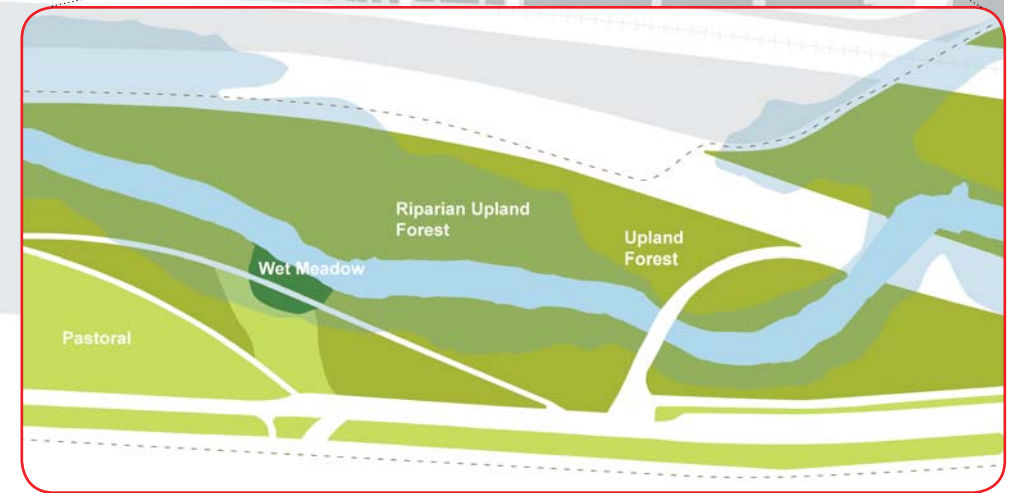 Riparian Upland
Forest
Upland
Forest
Wet Meadow
Pastoral